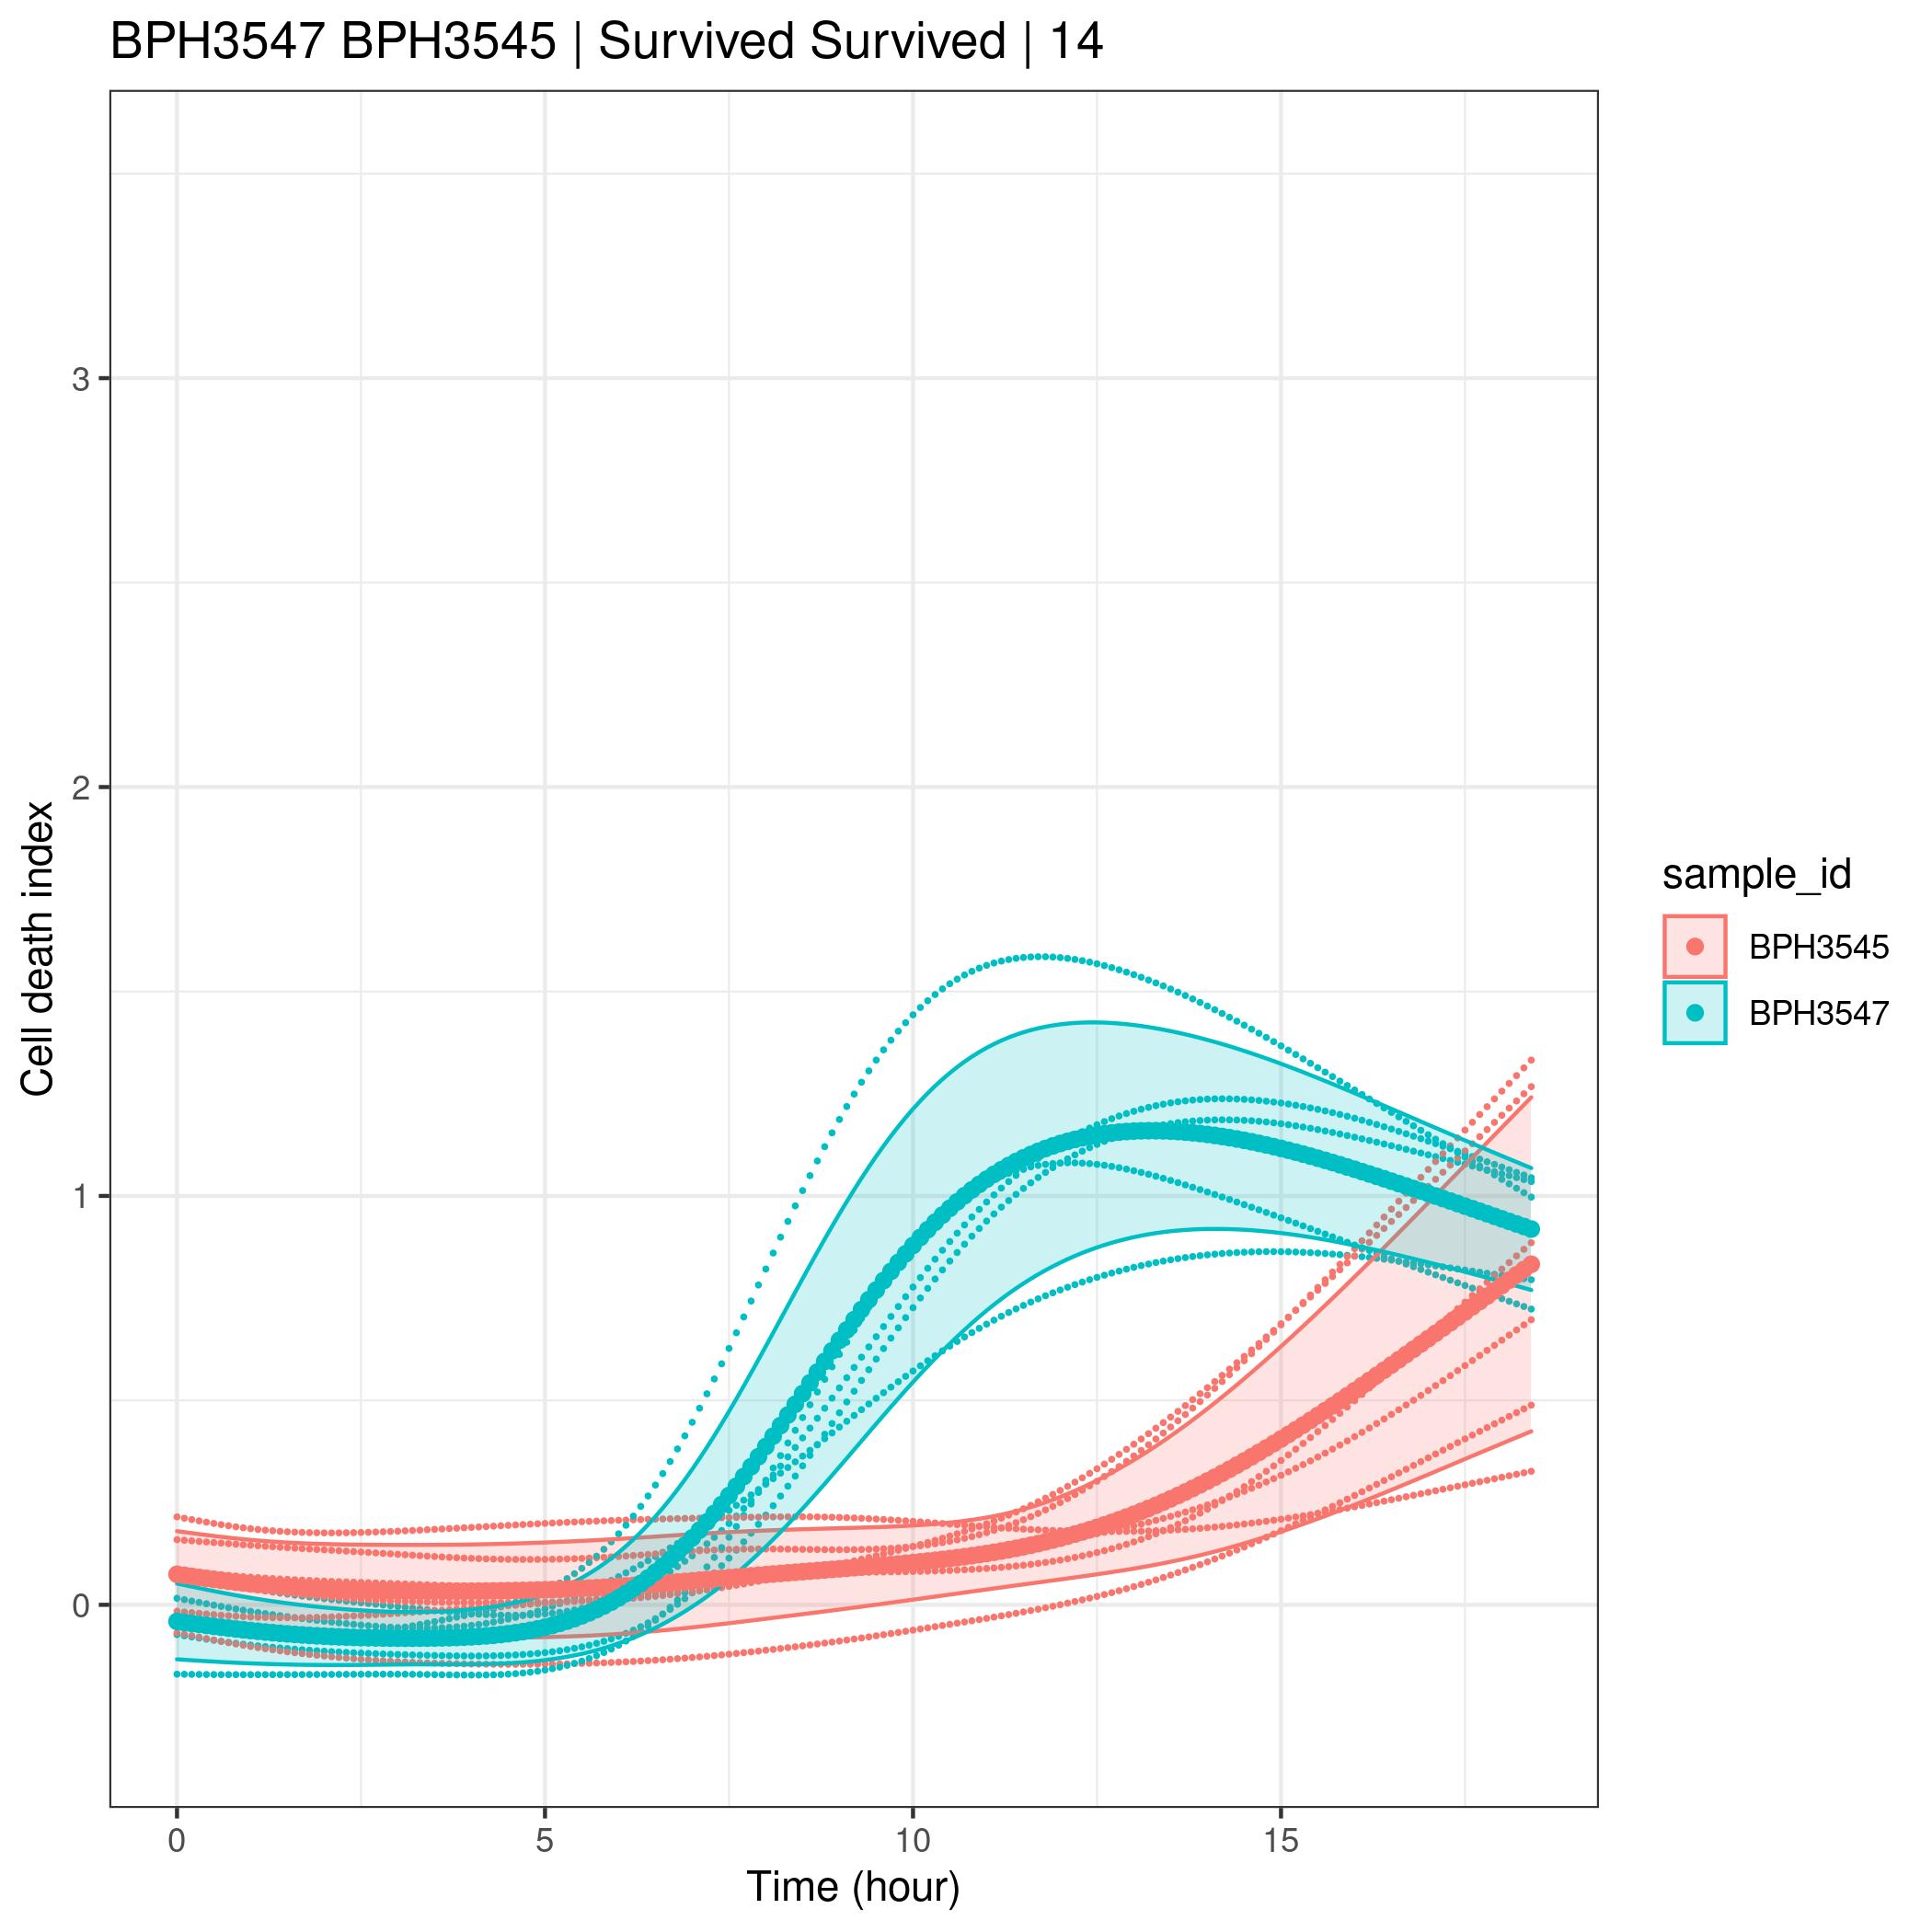 BPH3547 BPH3545 | Survived Survived | 14
Cell death index
3
2
1
0
0 5 10 15
Time (hour)
sample_id
BPH3545
BPH3547